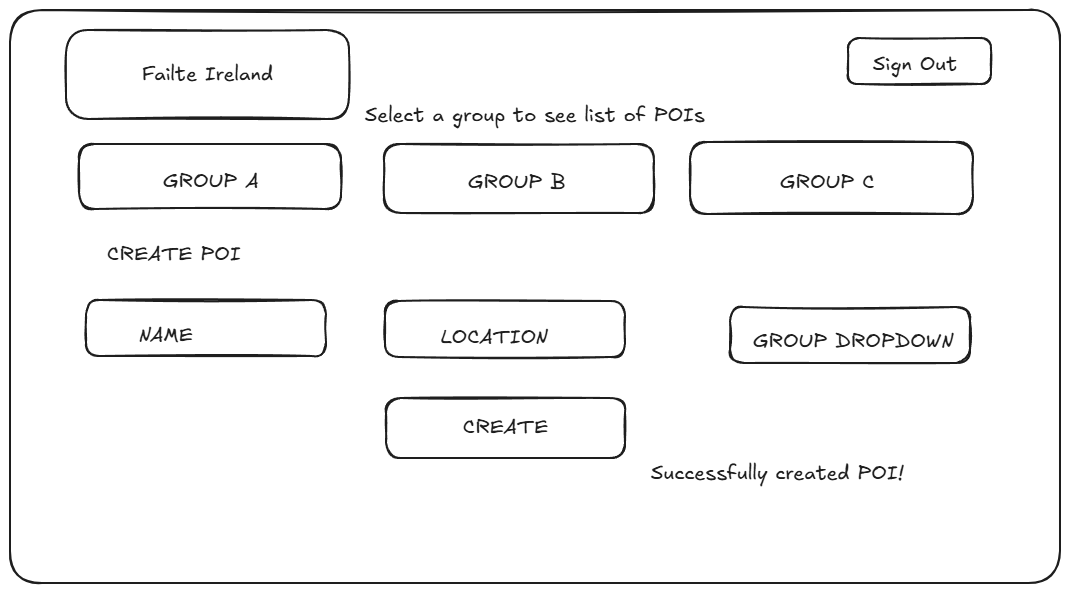 Failte Ireland
Sign Out
Select a group to see list of POIs
GROUP A
GROUP B
GROUP C
CREATE POI
NAME
LOCATION
GROUP DROPDOWN
CREATE
Successfully created POI!